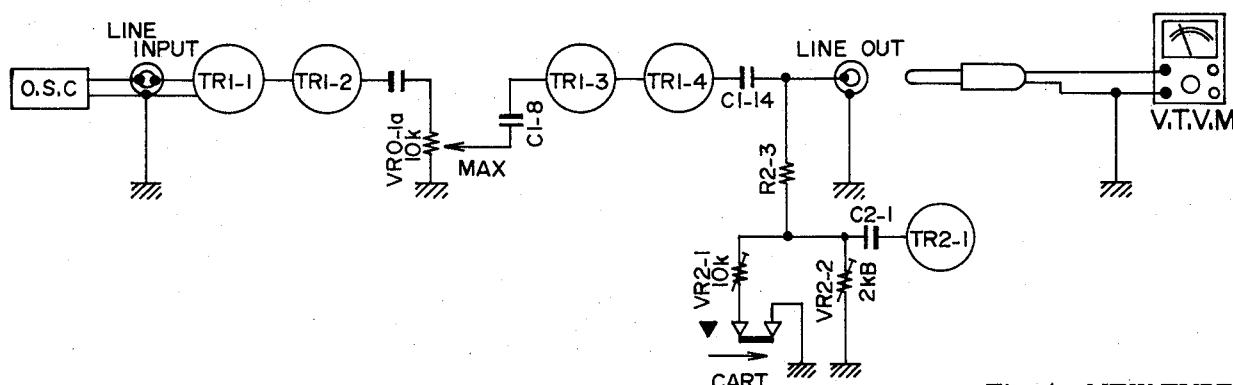 LINE
INPUT
O.S.C
TR1-1
TR1-2
VR0-1a
10k
MAX
C1-8
TR1-3
TR1-4
C1-14
LINE OUT
V.T.V.M
R2-3
C2-1
TR2-1
VR2-1
10k
VR2-2
2kB
CART